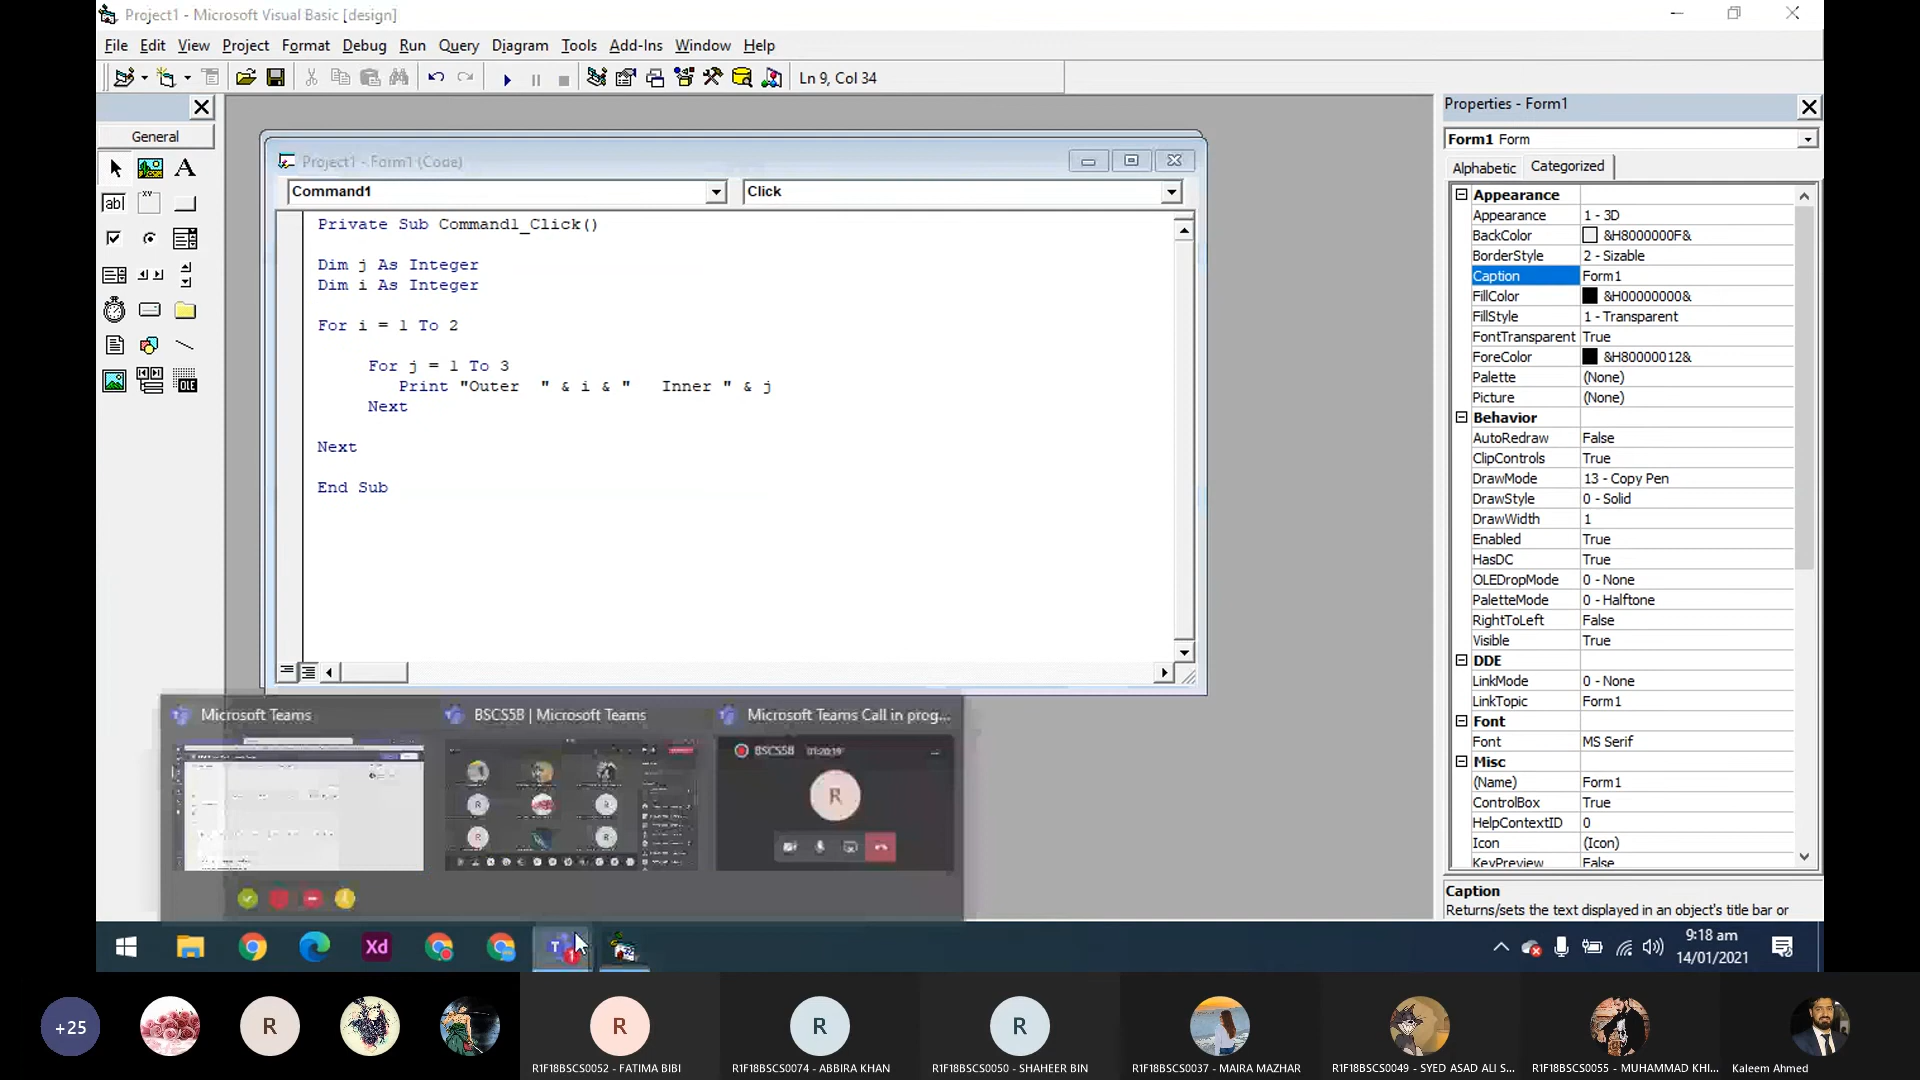 Project1 - Microsoft Visual Basic [design]
File Edit View Project Format Debug Run Query Diagram Tools Add-Ins Window Help
Ln 9, Col 34
General
A
abl
xy
OLE
Project1 - Form1 (Code)
Command1
Click
Private Sub Command1_Click()
Dim j As Integer
Dim i As Integer
For i = 1 To 2
For j = 1 To 3
Print "Outer  " & i & "   Inner " & j
Next
Next
End Sub
Properties - Form1
Form1 Form
Alphabetic Categorized
Appearance
Appearance 1 - 3D
BackColor &H8000000F&
BorderStyle 2 - Sizable
Caption Form1
FillColor &H00000000&
FillStyle 1 - Transparent
FontTransparent True
ForeColor &H80000012&
Palette (None)
Picture (None)
Behavior
AutoRedraw False
ClipControls True
DrawMode 13 - Copy Pen
DrawStyle 0 - Solid
DrawWidth 1
Enabled True
HasDC True
OLEDropMode 0 - None
PaletteMode 0 - Halftone
RightToLeft False
Visible True
DDE
LinkMode 0 - None
LinkTopic Form1
Font
Font MS Serif
Misc
(Name) Form1
ControlBox True
HelpContextID 0
Icon (Icon)
KeyPreview False
Caption
Returns/sets the text displayed in an object's title bar or
Microsoft Teams
BSCS5B | Microsoft Teams
Microsoft Teams Call in prog...
BSCS5B 01:20:19
R
R
R
R
R
Xd
T
1
9:18 am
14/01/2021
+25
R
R
R
R
R1F18BSCS0052 - FATIMA BIBI
R1F18BSCS0074 - ABBIRA KHAN
R1F18BSCS0050 - SHAHEER BIN
R1F18BSCS0037 - MAIRA MAZHAR
R1F18BSCS0049 - SYED ASAD ALI S...
R1F18BSCS0055 - MUHAMMAD KHI...
Kaleem Ahmed